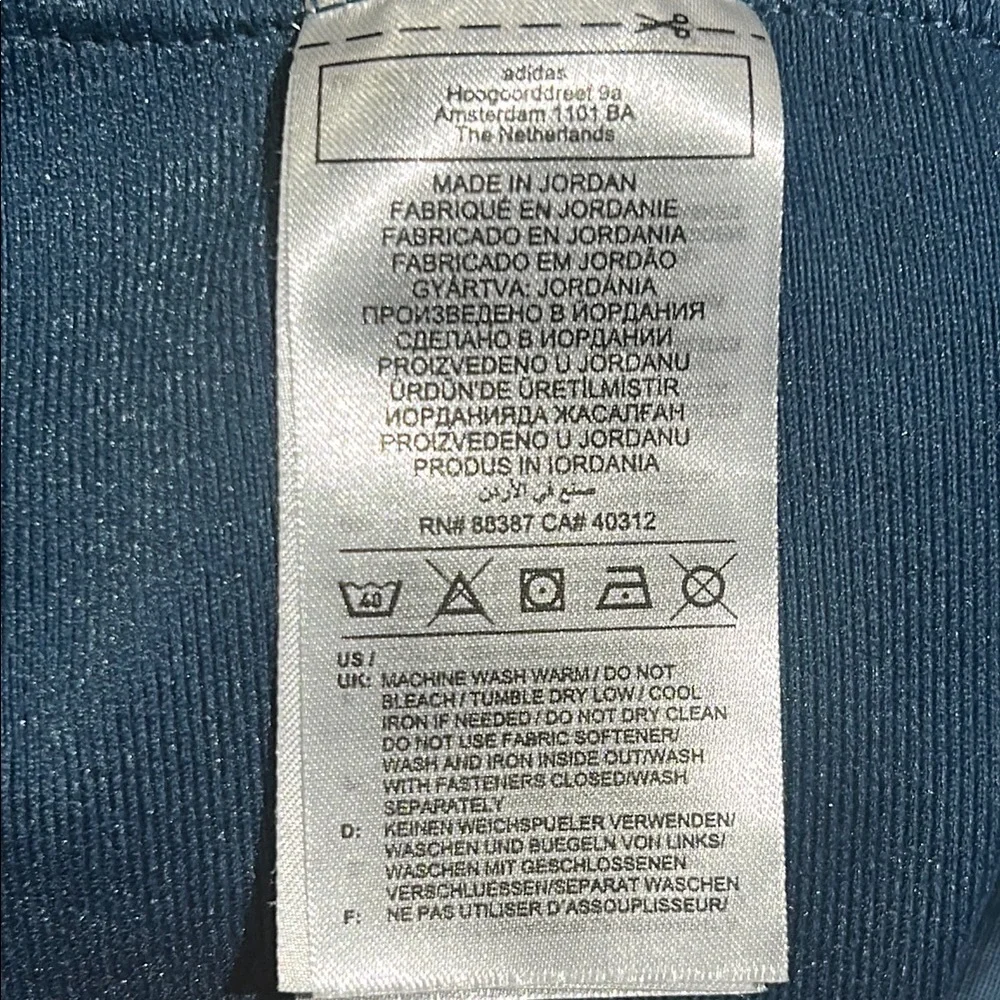 adidas
Hoogoorddreef 9a
Amsterdam 1101 BA
The Netherlands
MADE IN JORDAN
FABRIQUÉ EN JORDANIE
FABRICADO EN JORDANIA
FABRICADO EM JORDÃO
GYÁRTVA: JORDÁNIA
ПРОИЗВЕДЕНО В ЙОРДАНИЯ
СДЕЛАНО В ИОРДАНИИ
PROIZVEDENO U JORDANU
ÜRDÜN'DE ÜRETİLMİŞTİR
ИОРДАНИЯДА ЖАСАЛҒАН
PROIZVEDENO U JORDANU
PRODUS IN IORDANIA
صنع في الأردن
RN# 88387 CA# 40312
40
US /
UK: MACHINE WASH WARM / DO NOT
BLEACH / TUMBLE DRY LOW / COOL
IRON IF NEEDED / DO NOT DRY CLEAN
DO NOT USE FABRIC SOFTENER/
WASH AND IRON INSIDE OUT/WASH
WITH FASTENERS CLOSED/WASH
SEPARATELY
D: KEINEN WEICHSPUELER VERWENDEN/
WASCHEN UND BUEGELN VON LINKS/
WASCHEN MIT GESCHLOSSENEN
VERSCHLUESSEN/SEPARAT WASCHEN
F: NE PAS UTILISER D'ASSOUPLISSEUR/